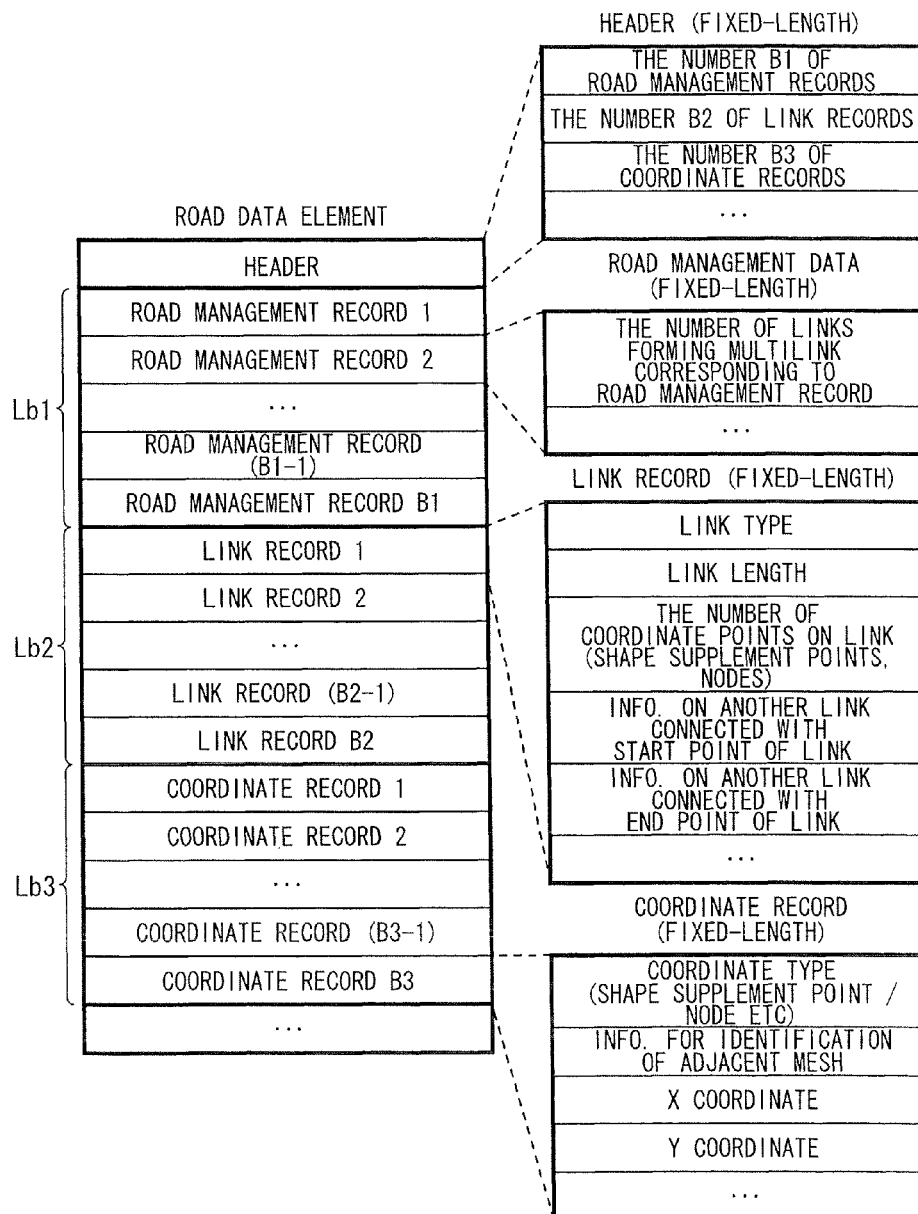 HEADER (FIXED-LENGTH)
THE NUMBER B1 OF
ROAD MANAGEMENT RECORDS
THE NUMBER B2 OF LINK RECORDS
THE NUMBER B3 OF
COORDINATE RECORDS
...
ROAD DATA ELEMENT
HEADER
Lb1
ROAD MANAGEMENT RECORD 1
ROAD MANAGEMENT RECORD 2
...
ROAD MANAGEMENT RECORD
(B1-1)
ROAD MANAGEMENT RECORD B1
Lb2
LINK RECORD 1
LINK RECORD 2
...
LINK RECORD (B2-1)
LINK RECORD B2
Lb3
COORDINATE RECORD 1
COORDINATE RECORD 2
...
COORDINATE RECORD (B3-1)
COORDINATE RECORD B3
...
ROAD MANAGEMENT DATA
(FIXED-LENGTH)
THE NUMBER OF LINKS
FORMING MULTILINK
CORRESPONDING TO
ROAD MANAGEMENT RECORD
...
LINK RECORD (FIXED-LENGTH)
LINK TYPE
LINK LENGTH
THE NUMBER OF
COORDINATE POINTS ON LINK
(SHAPE SUPPLEMENT POINTS,
NODES)
INFO. ON ANOTHER LINK
CONNECTED WITH
START POINT OF LINK
INFO. ON ANOTHER LINK
CONNECTED WITH
END POINT OF LINK
...
COORDINATE RECORD
(FIXED-LENGTH)
COORDINATE TYPE
(SHAPE SUPPLEMENT POINT /
NODE ETC)
INFO. FOR IDENTIFICATION
OF ADJACENT MESH
X COORDINATE
Y COORDINATE
...